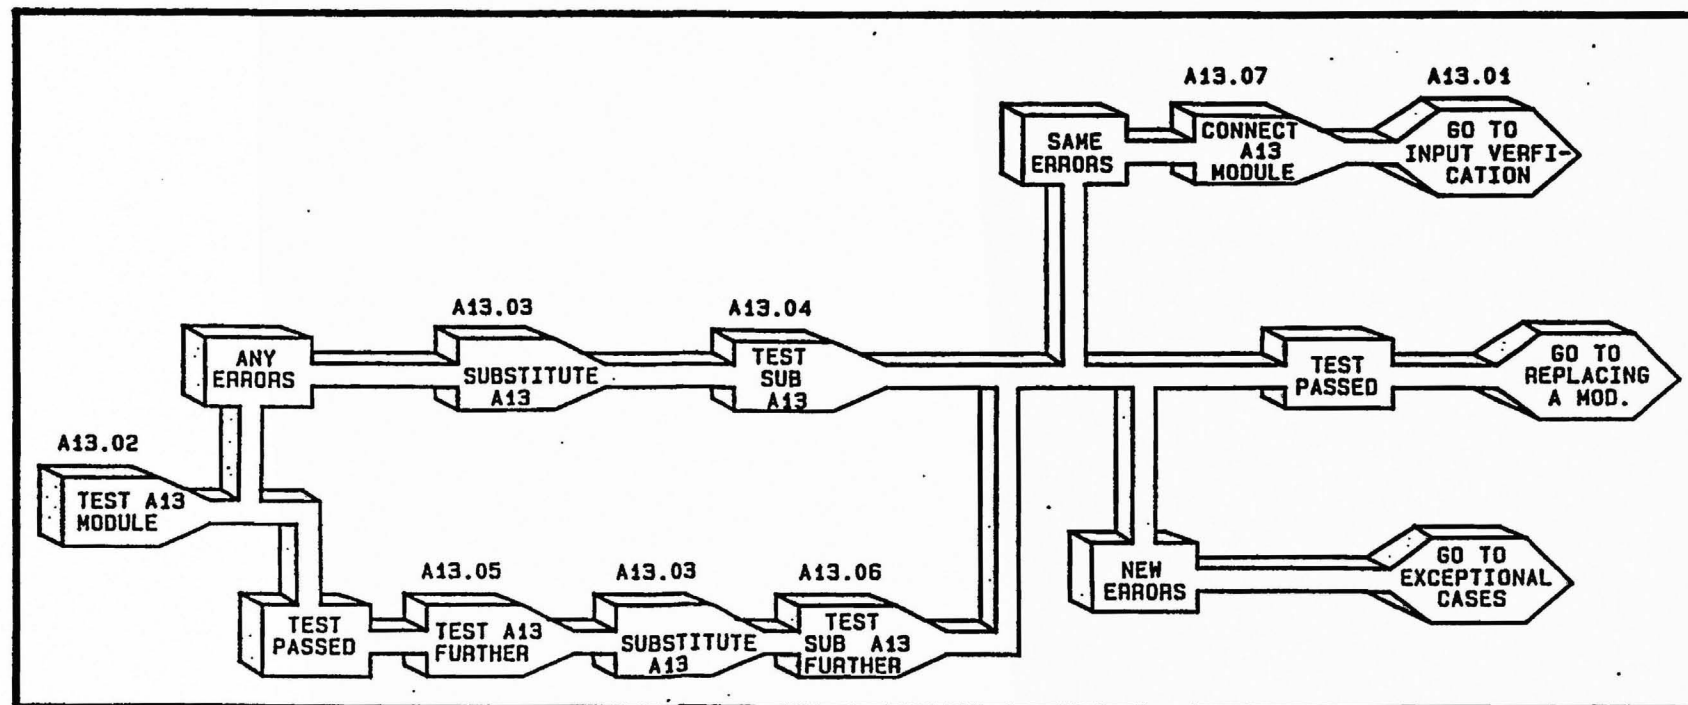 A13.07
A13.01
SAME
ERRORS
CONNECT
A13
MODULE
GO TO
INPUT VERFI-
CATION
A13.03
A13.04
ANY
ERRORS
SUBSTITUTE
A13
TEST
SUB
A13
TEST
PASSED
GO TO
REPLACING
A MOD.
A13.02
TEST A13
MODULE
A13.05
A13.03
A13.06
TEST
PASSED
TEST A13
FURTHER
SUBSTITUTE
A13
TEST
SUB A13
FURTHER
NEW
ERRORS
GO TO
EXCEPTIONAL
CASES